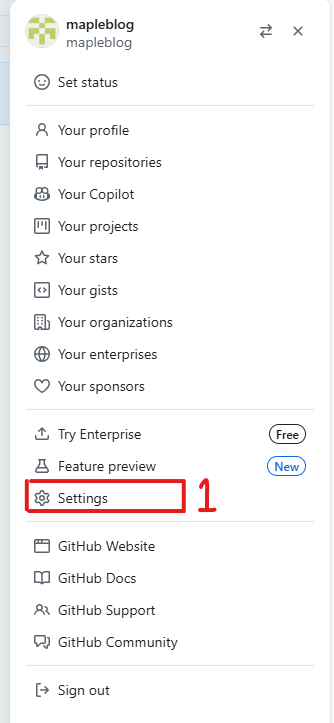 mapleblog
mapleblog
Set status
Your profile
Your repositories
Your Copilot
Your projects
Your stars
Your gists
Your organizations
Your enterprises
Your sponsors
Try Enterprise Free
Feature preview New
Settings 1
GitHub Website
GitHub Docs
GitHub Support
GitHub Community
Sign out